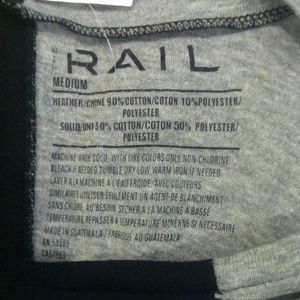 THE RAIL
MEDIUM
HEATHER/CHINE 90% COTTON/COTON 10% POLYESTER/
POLYESTER
SOLID/UNI 50% COTTON/COTON 50% POLYESTER/
POLYESTER
MACHINE WASH COLD, WITH LIKE COLORS ONLY NON-CHLORINE
BLEACH IF NEEDED TUMBLE DRY LOW, WARM IRON IF NEEDED
LAVER A LA MACHINE A L'EAU FROIDE, AVEC COULEURS
SIMILAIRES SEULEMENT, UTILISER UN AGENT DE BLANCHIMENT
SANS CHLORE, AU BESOIN SECHER À LA MACHINE A BASSE
TEMPERATURE REPASSER A TEMPERATURE MOYENNE SI NECESSAIRE
MADE IN GUATEMALA / FABRIQUE AU GUATEMALA
RN